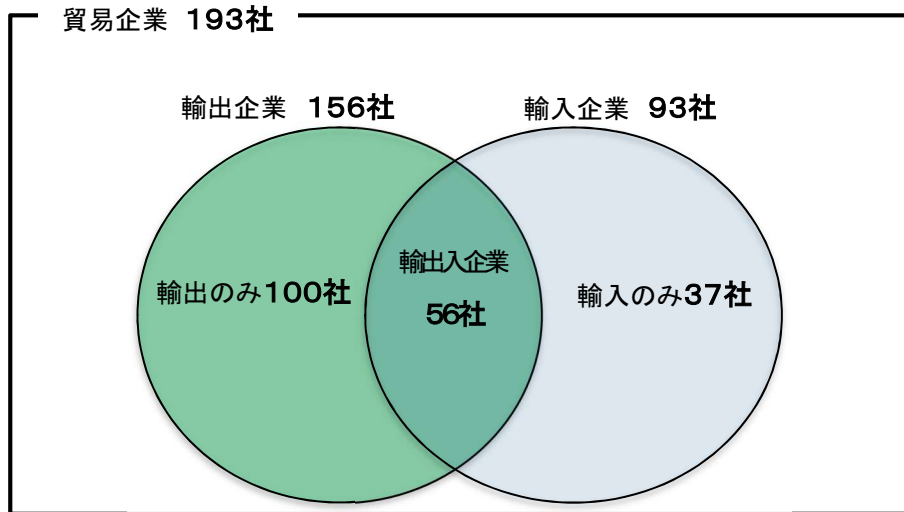 貿易企業 193社
輸出企業 156社
輸入企業 93社
輸出入企業
輸出のみ100社
56社
輸入のみ37社